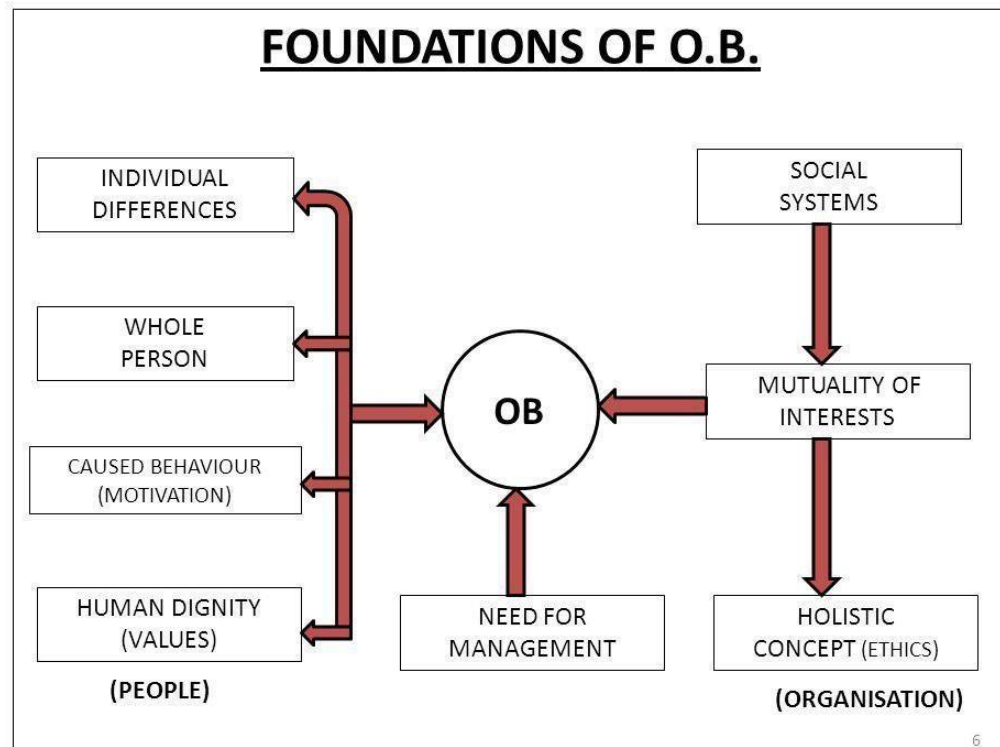 FOUNDATIONS OF O.B.
INDIVIDUAL
DIFFERENCES
WHOLE
PERSON
CAUSED BEHAVIOUR
(MOTIVATION)
HUMAN DIGNITY
(VALUES)
(PEOPLE)
OB
NEED FOR
MANAGEMENT
SOCIAL
SYSTEMS
MUTUALITY OF
INTERESTS
HOLISTIC
CONCEPT (ETHICS)
(ORGANISATION)
6